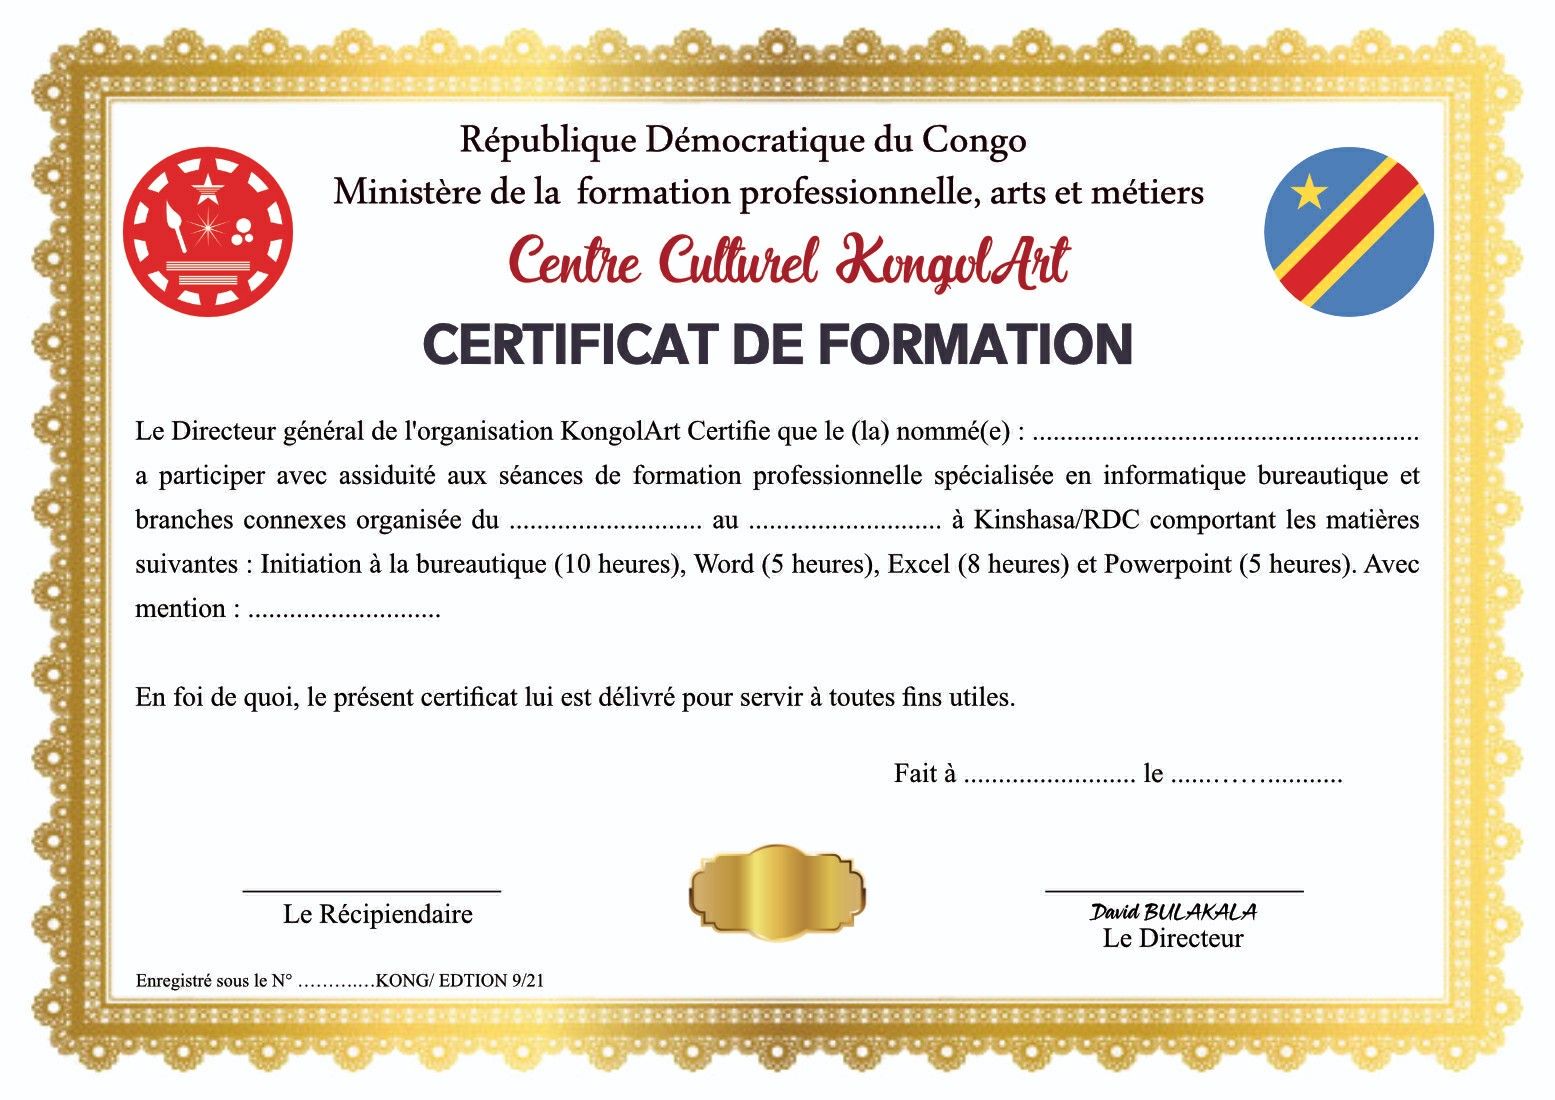 République Démocratique du Congo
Ministère de la formation professionnelle, arts et métiers
Centre Culturel KongolArt
CERTIFICAT DE FORMATION
Le Directeur général de l'organisation KongolArt Certifie que le (la) nommé(e) : ........................................................
a participer avec assiduité aux séances de formation professionnelle spécialisée en informatique bureautique et
branches connexes organisée du ............................ au ............................ à Kinshasa/RDC comportant les matières
suivantes : Initiation à la bureautique (10 heures), Word (5 heures), Excel (8 heures) et Powerpoint (5 heures). Avec
mention : ............................
En foi de quoi, le présent certificat lui est délivré pour servir à toutes fins utiles.
Fait à ......................... le ......……...........
Le Récipiendaire
David BULAKALA
Le Directeur
Enregistré sous le N° ……….…KONG/ EDTION 9/21